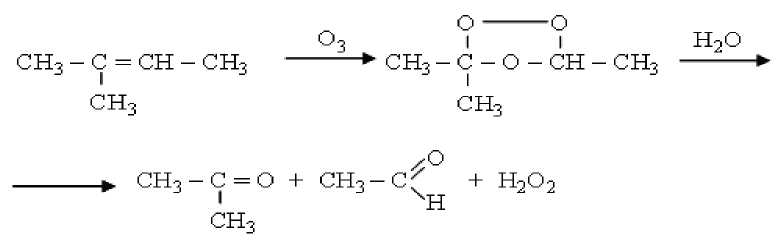 O – O
O₃ H₂O
CH₃ – C = CH – CH₃ CH₃ – C – O – CH – CH₃
CH₃ CH₃
O
CH₃ – C = O + CH₃ – C + H₂O₂
H
CH₃